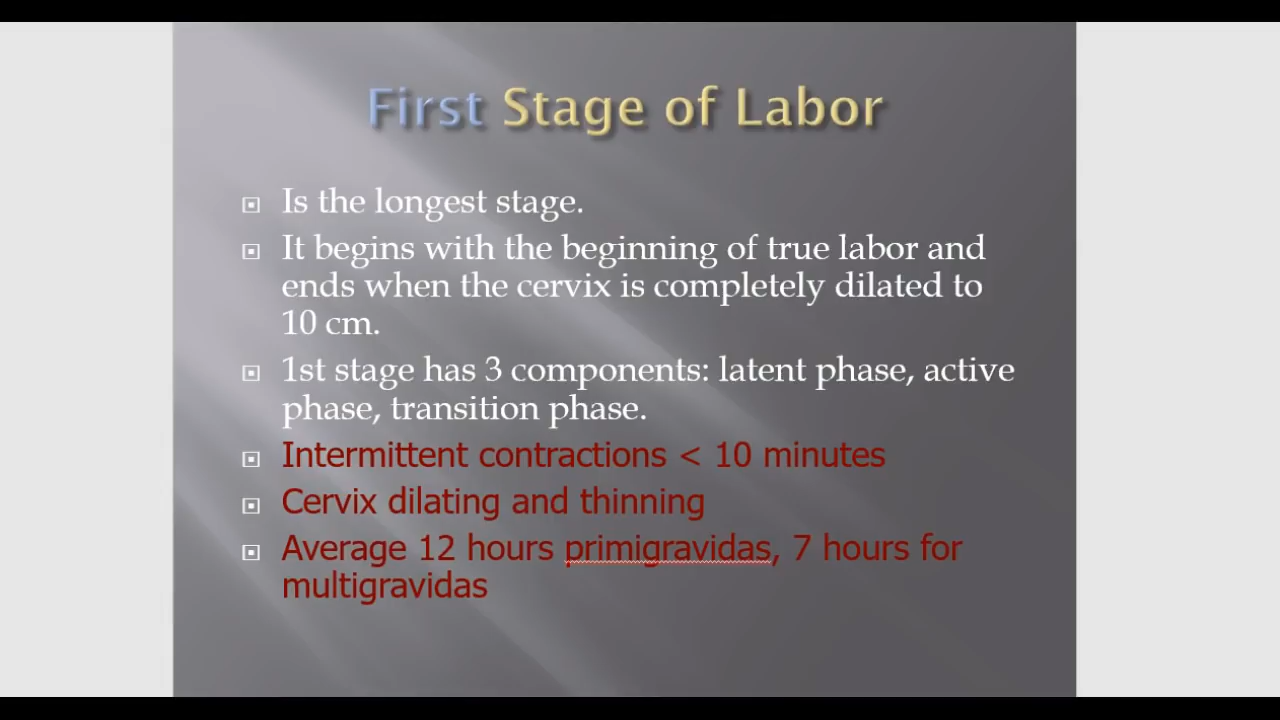 First Stage of Labor
Is the longest stage.
It begins with the beginning of true labor and
ends when the cervix is completely dilated to
10 cm.
1st stage has 3 components: latent phase, active
phase, transition phase.
Intermittent contractions < 10 minutes
Cervix dilating and thinning
Average 12 hours primigravidas, 7 hours for
multigravidas